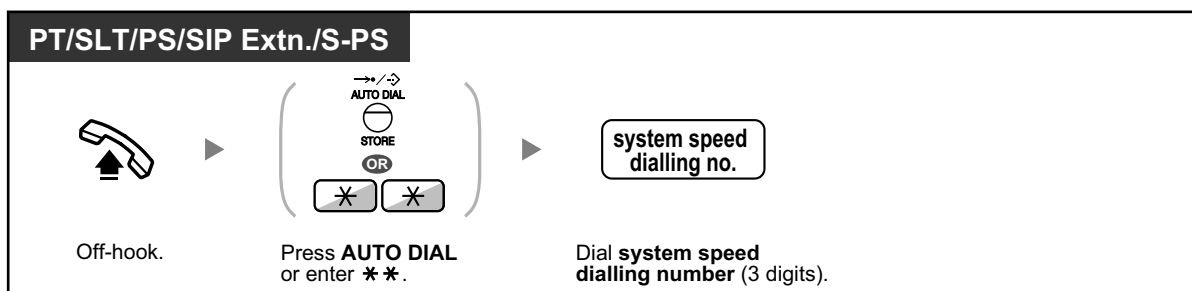 PT/SLT/PS/SIP Extn./S-PS
AUTO DIAL
STORE
OR
system speed
dialling no.
Off-hook.
Press AUTO DIAL
or enter ✱✱.
Dial system speed
dialling number (3 digits).